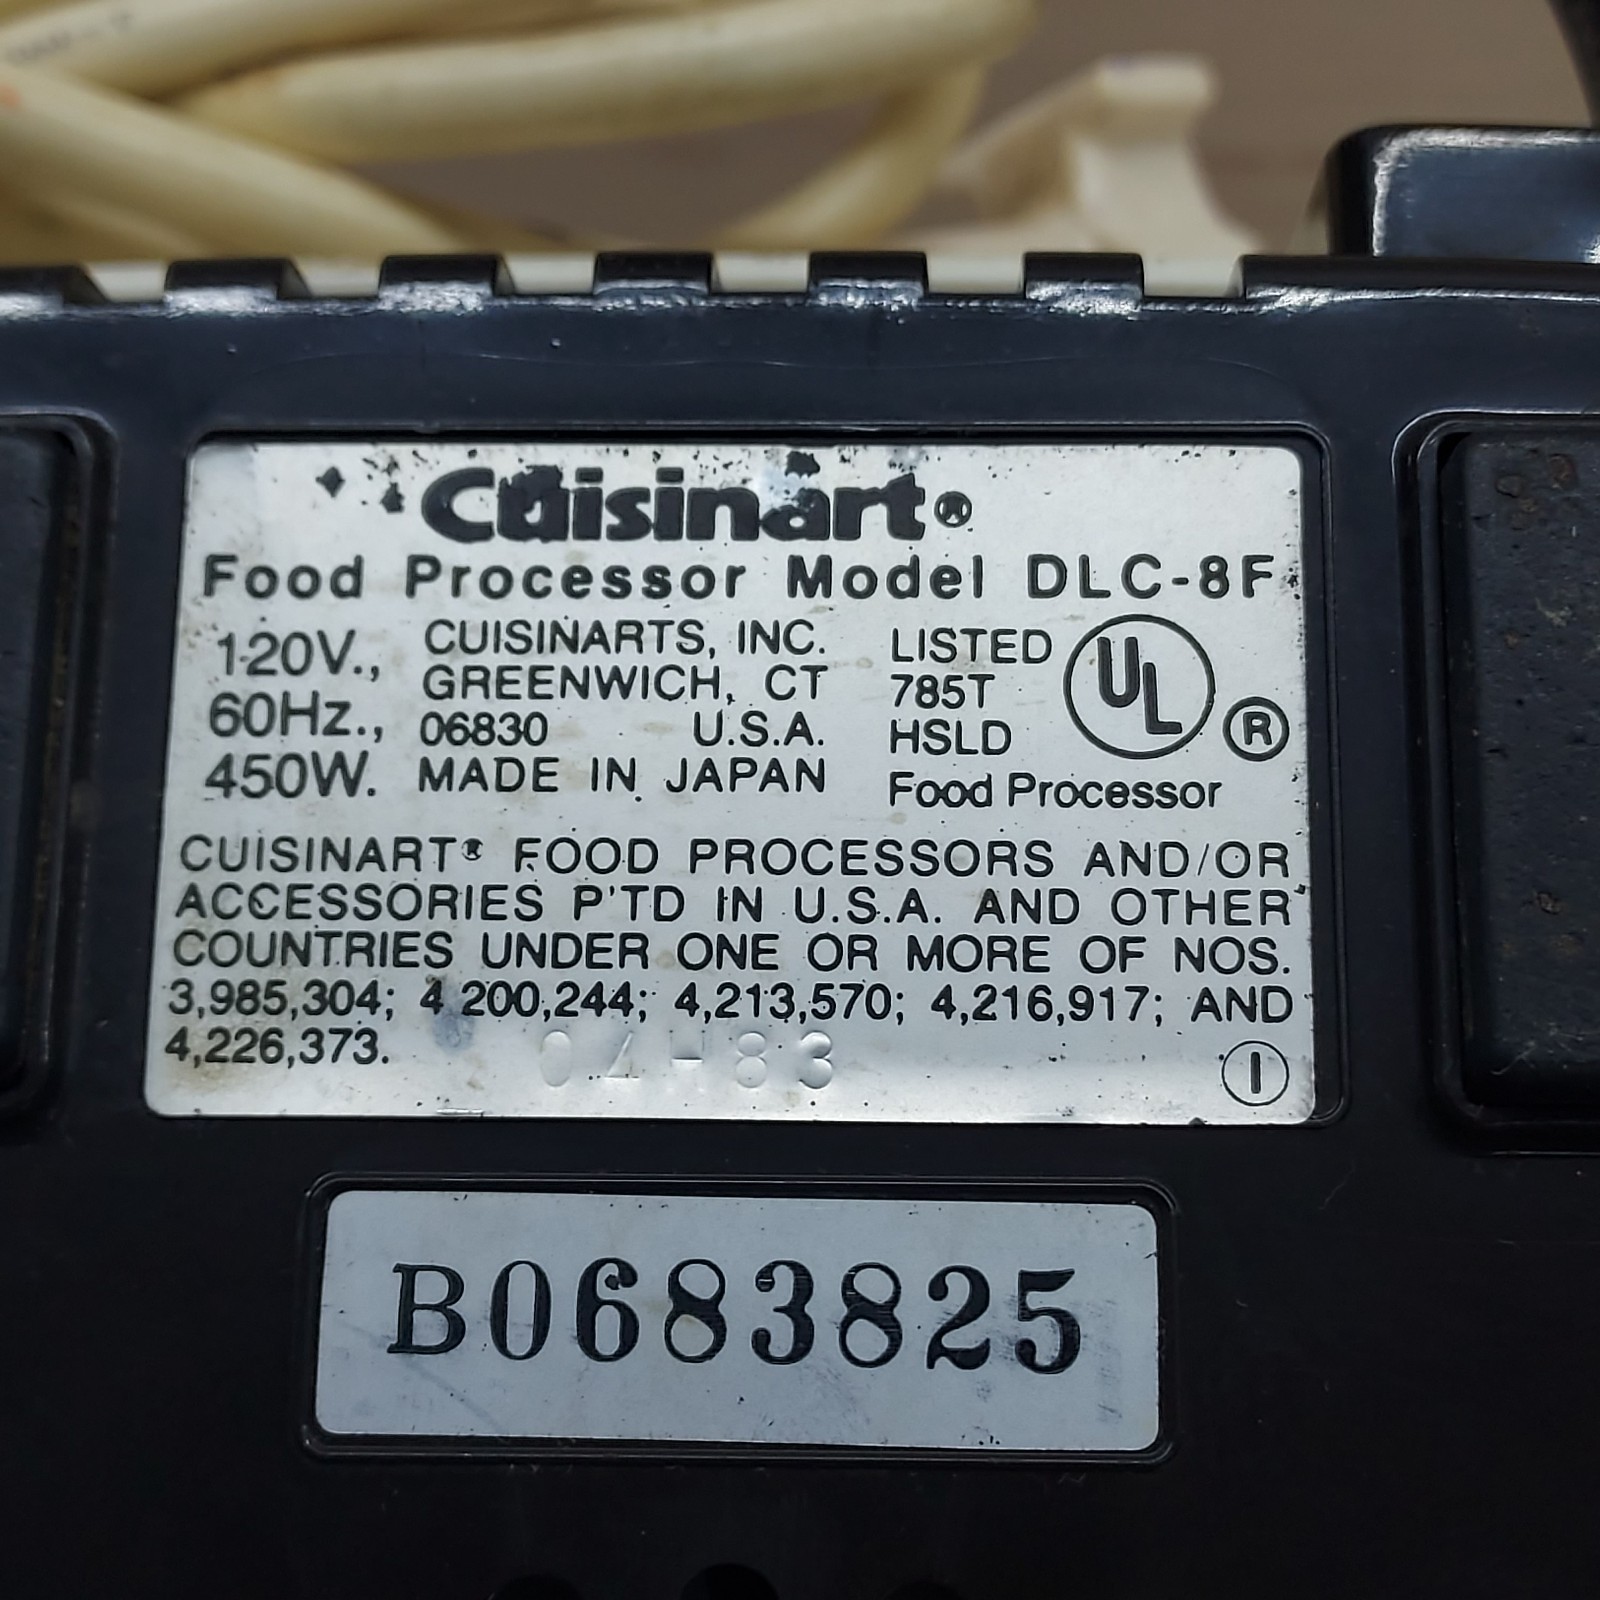 Cuisinart®
Food Processor Model DLC-8F
120V.,
60Hz.,
450W.
CUISINARTS, INC.
GREENWICH, CT
06830 U.S.A.
MADE IN JAPAN
LISTED
785T
HSLD
Food Processor
UL
®
CUISINART® FOOD PROCESSORS AND/OR
ACCESSORIES P'TD IN U.S.A. AND OTHER
COUNTRIES UNDER ONE OR MORE OF NOS.
3,985,304; 4 200,244; 4,213,570; 4,216,917; AND
4,226,373.
04H83
I
B0683825